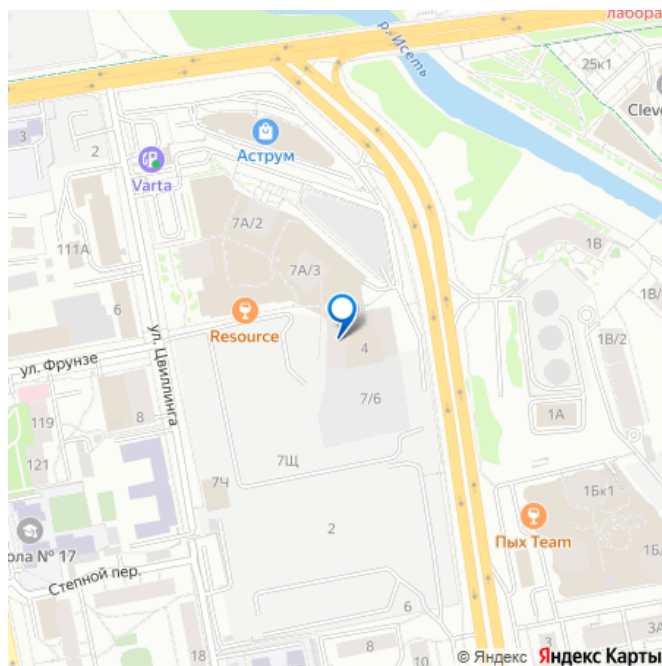 лабора
р. Исеть
25к1
Cleve
3
2
Аструм
Varta
7А/2
111А
1В
7А/3
1В/
6
Resource
ул. Фрунзе
ул. Цвиллинга
4
1В/2
7/6
119
8
1А
121
7Щ
7Ч
1Бк1
2
Пых Team
ола № 17
1Б/
Степной пер.
6
18
8
10
3
3А
© Яндекс Яндекс Карты